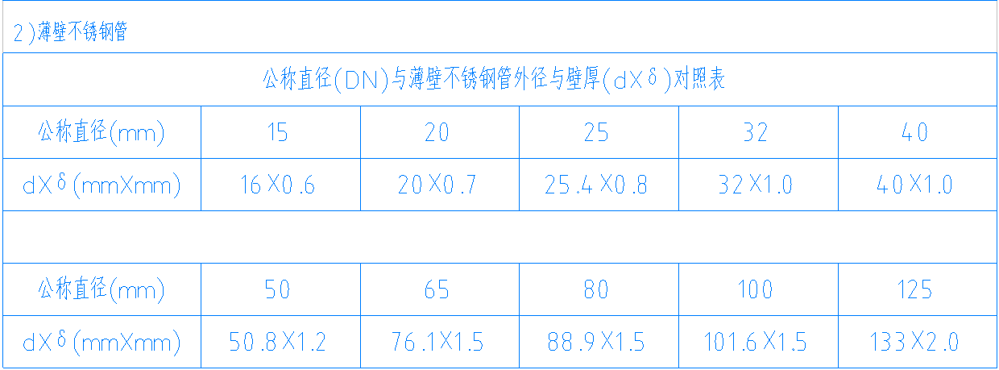 2)薄壁不锈钢管
公称直径(DN)与薄壁不锈钢管外径与壁厚(dXδ)对照表
公称直径(mm) 15 20 25 32 40
dXδ(mmXmm) 16X0.6 20X0.7 25.4X0.8 32X1.0 40X1.0
公称直径(mm) 50 65 80 100 125
dXδ(mmXmm) 50.8X1.2 76.1X1.5 88.9X1.5 101.6X1.5 133X2.0